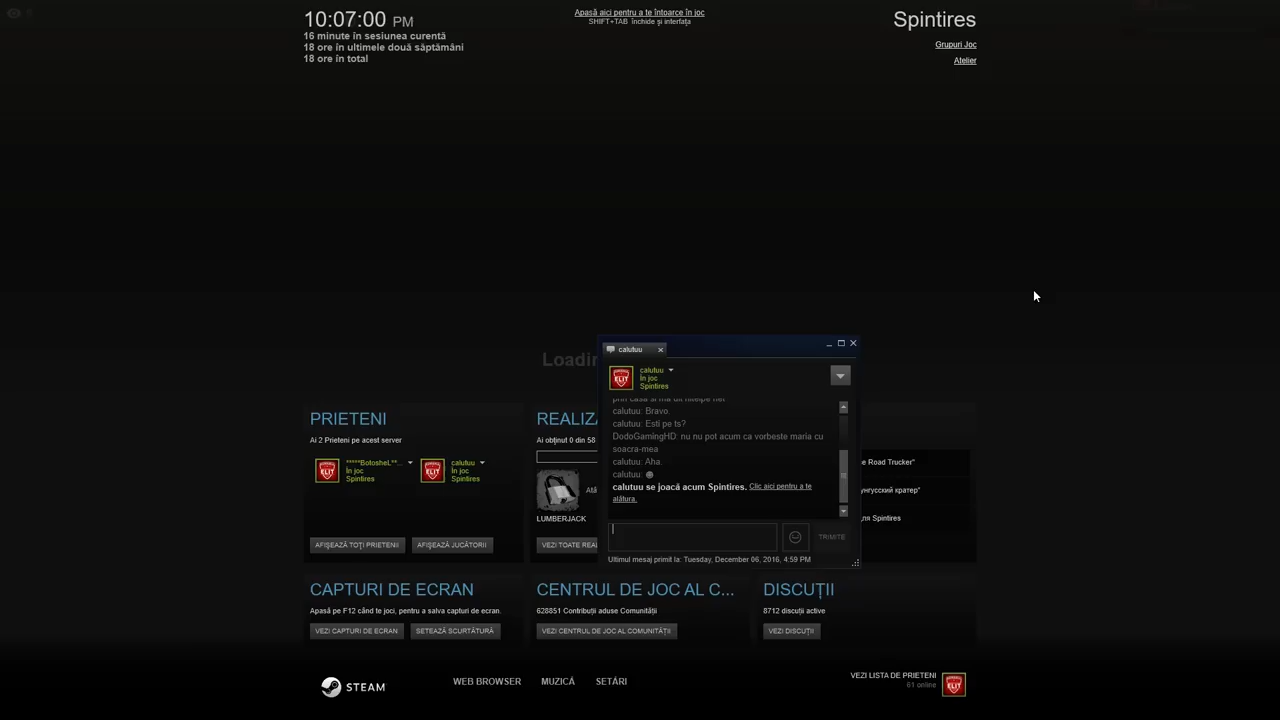 10:07:00 PM
16 minute în sesiunea curentă
18 ore în ultimele două săptămâni
18 ore în total
Apasă aici pentru a te întoarce în joc
SHIFT+TAB închide și interfața
Spintires
Grupuri Joc
Atelier
Loadin
calutuu
calutuu
În joc
Spintires
calutuu: Bravo.
calutuu: Esti pe ts?
DodoGamingHD: nu nu pot acum ca vorbește maria cu
soacra-mea
calutuu: Aha.
calutuu:
calutuu se joacă acum Spintires. Clic aici pentru a te
alătura.
TRIMITE
Ultimul mesaj primit la: Tuesday, December 06, 2016, 4:59 PM
PRIETENI
Ai 2 Prieteni pe acest server
*****BotosheL**...
În joc
Spintires
calutuu
În joc
Spintires
AFIȘEAZĂ TOȚI PRIETENII
AFIȘEAZĂ JUCĂTORII
REALIZA
Ai obținut 0 din 58
LUMBERJACK
VEZI TOATE REAL
e Road Trucker"
унгусский кратер"
ля Spintires
CAPTURI DE ECRAN
Apasă pe F12 când te joci, pentru a salva capturi de ecran.
VEZI CAPTURI DE ECRAN
SETEAZĂ SCURTĂTURĂ
CENTRUL DE JOC AL C...
628851 Contribuții aduse Comunității
VEZI CENTRUL DE JOC AL COMUNITĂȚII
DISCUȚII
8712 discuții active
VEZI DISCUȚII
STEAM
WEB BROWSER
MUZICĂ
SETĂRI
VEZI LISTA DE PRIETENI
61 online